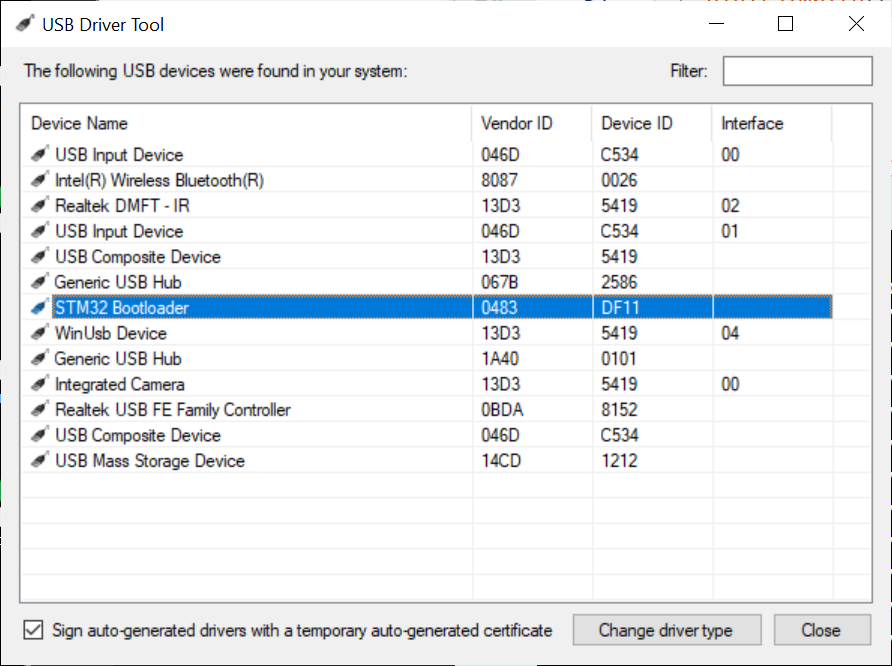 USB Driver Tool
The following USB devices were found in your system: Filter:
Device Name Vendor ID Device ID Interface
USB Input Device 046D C534 00
Intel(R) Wireless Bluetooth(R) 8087 0026
Realtek DMFT - IR 13D3 5419 02
USB Input Device 046D C534 01
USB Composite Device 13D3 5419
Generic USB Hub 067B 2586
STM32 Bootloader 0483 DF11
WinUsb Device 13D3 5419 04
Generic USB Hub 1A40 0101
Integrated Camera 13D3 5419 00
Realtek USB FE Family Controller 0BDA 8152
USB Composite Device 046D C534
USB Mass Storage Device 14CD 1212
Sign auto-generated drivers with a temporary auto-generated certificate Change driver type Close